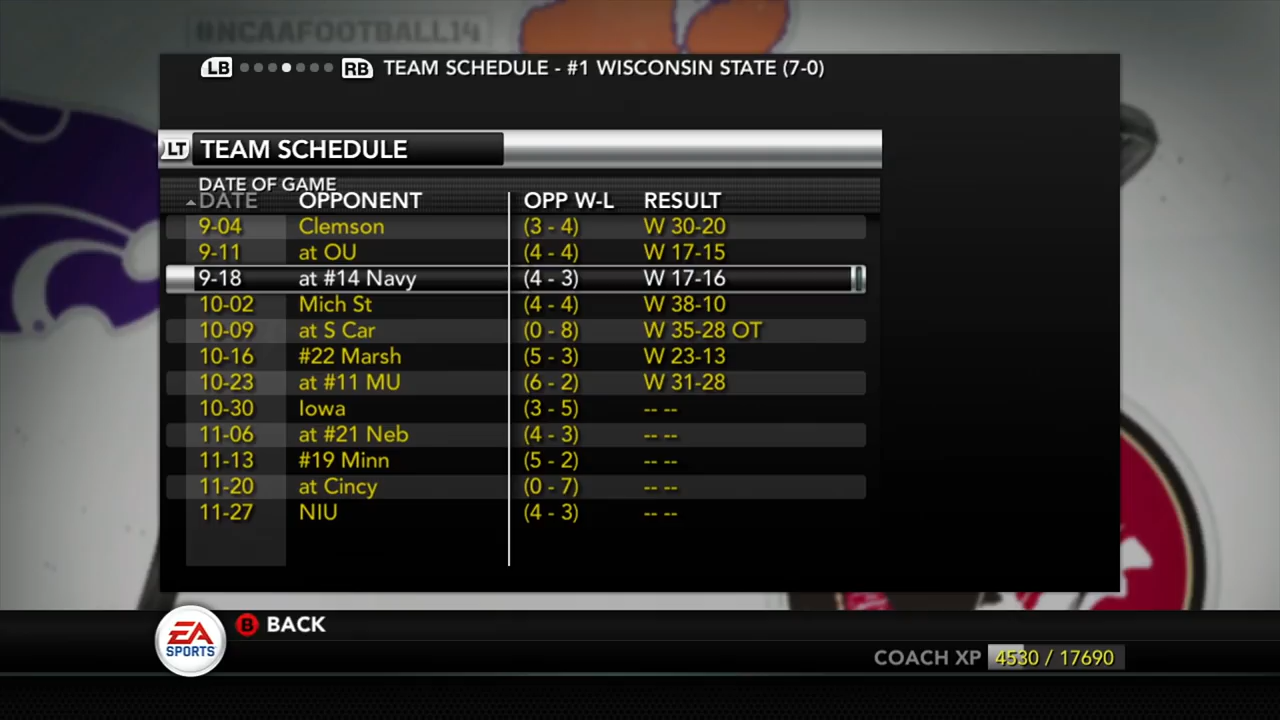 #NCAAFOOTBALL14
LB RB TEAM SCHEDULE - #1 WISCONSIN STATE (7-0)
LT TEAM SCHEDULE
DATE OF GAME
DATE OPPONENT OPP W-L RESULT
9-04 Clemson (3 - 4) W 30-20
9-11 at OU (4 - 4) W 17-15
9-18 at #14 Navy (4 - 3) W 17-16
10-02 Mich St (4 - 4) W 38-10
10-09 at S Car (0 - 8) W 35-28 OT
10-16 #22 Marsh (5 - 3) W 23-13
10-23 at #11 MU (6 - 2) W 31-28
10-30 Iowa (3 - 5) -- --
11-06 at #21 Neb (4 - 3) -- --
11-13 #19 Minn (5 - 2) -- --
11-20 at Cincy (0 - 7) -- --
11-27 NIU (4 - 3) -- --
EA SPORTS B BACK
COACH XP 4530 / 17690